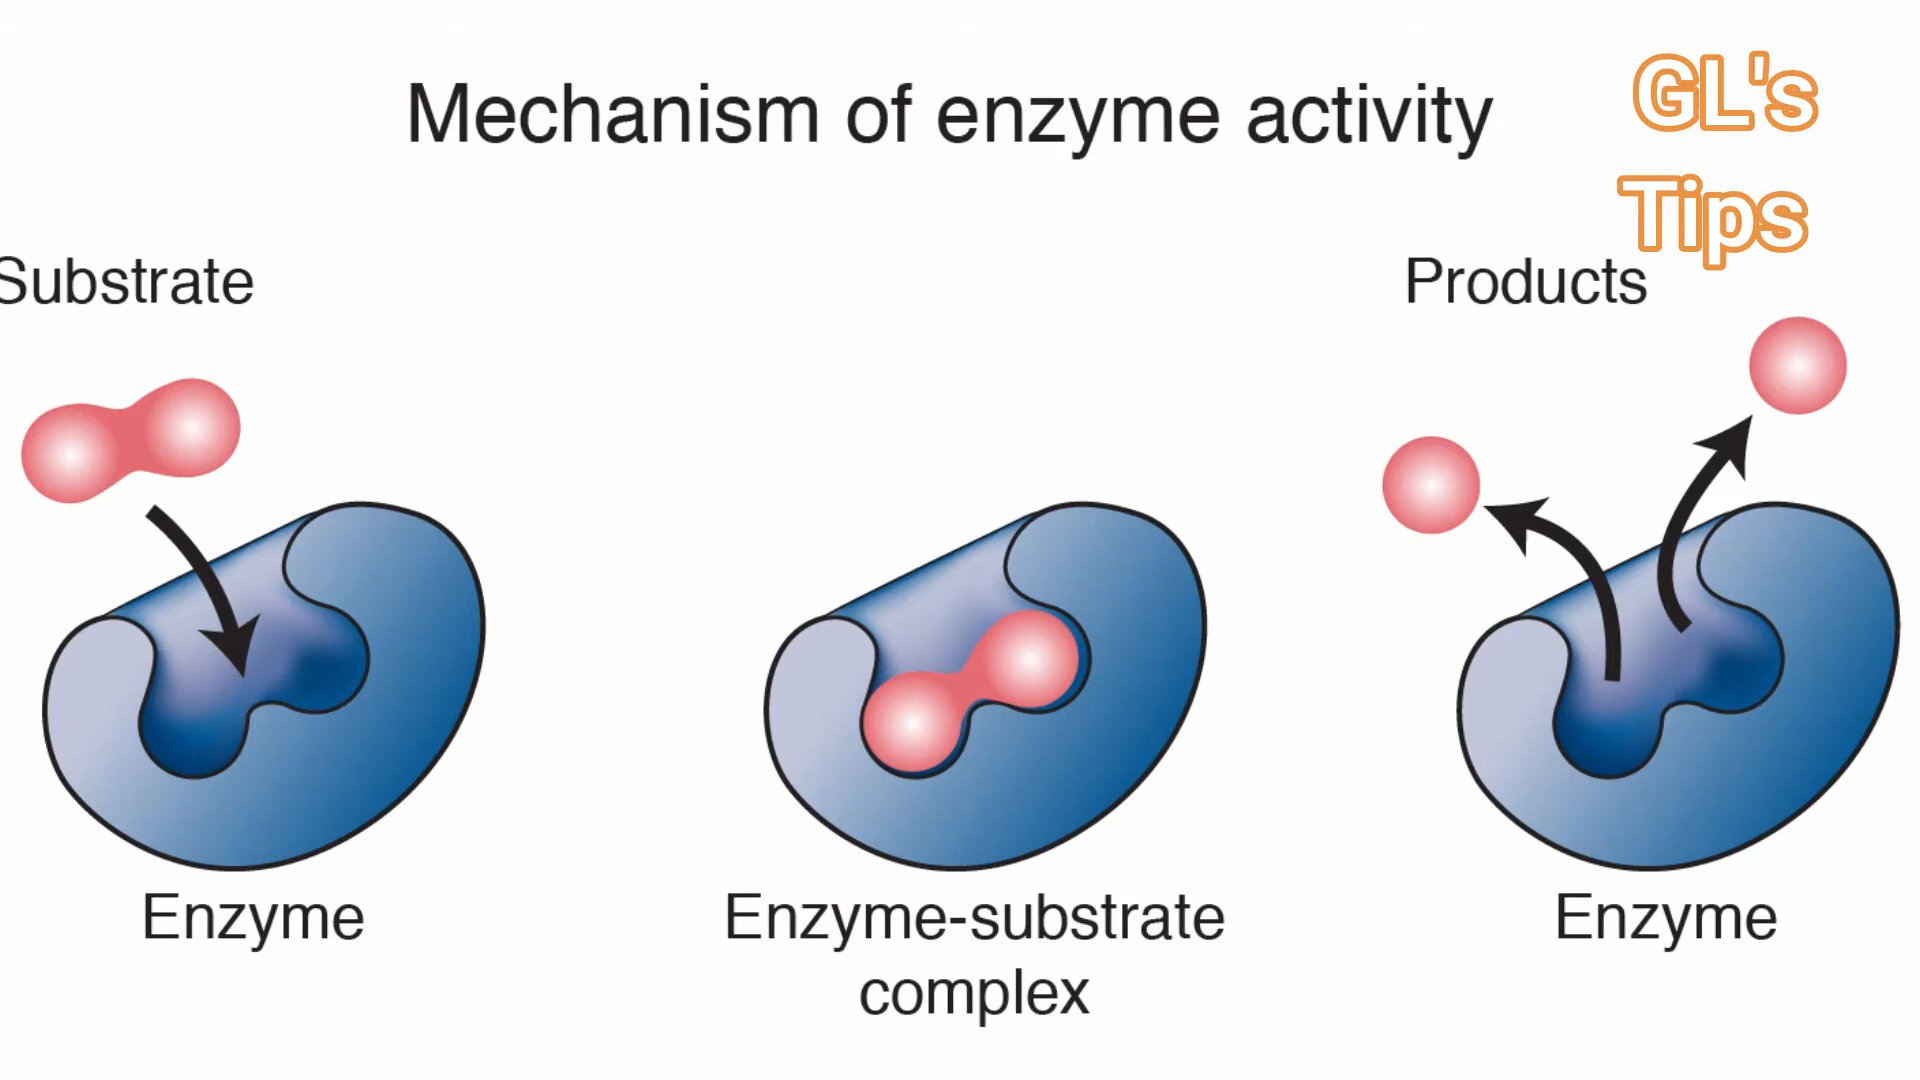 Mechanism of enzyme activity
GL's
Tips
Substrate
Products
Enzyme
Enzyme-substrate
complex
Enzyme